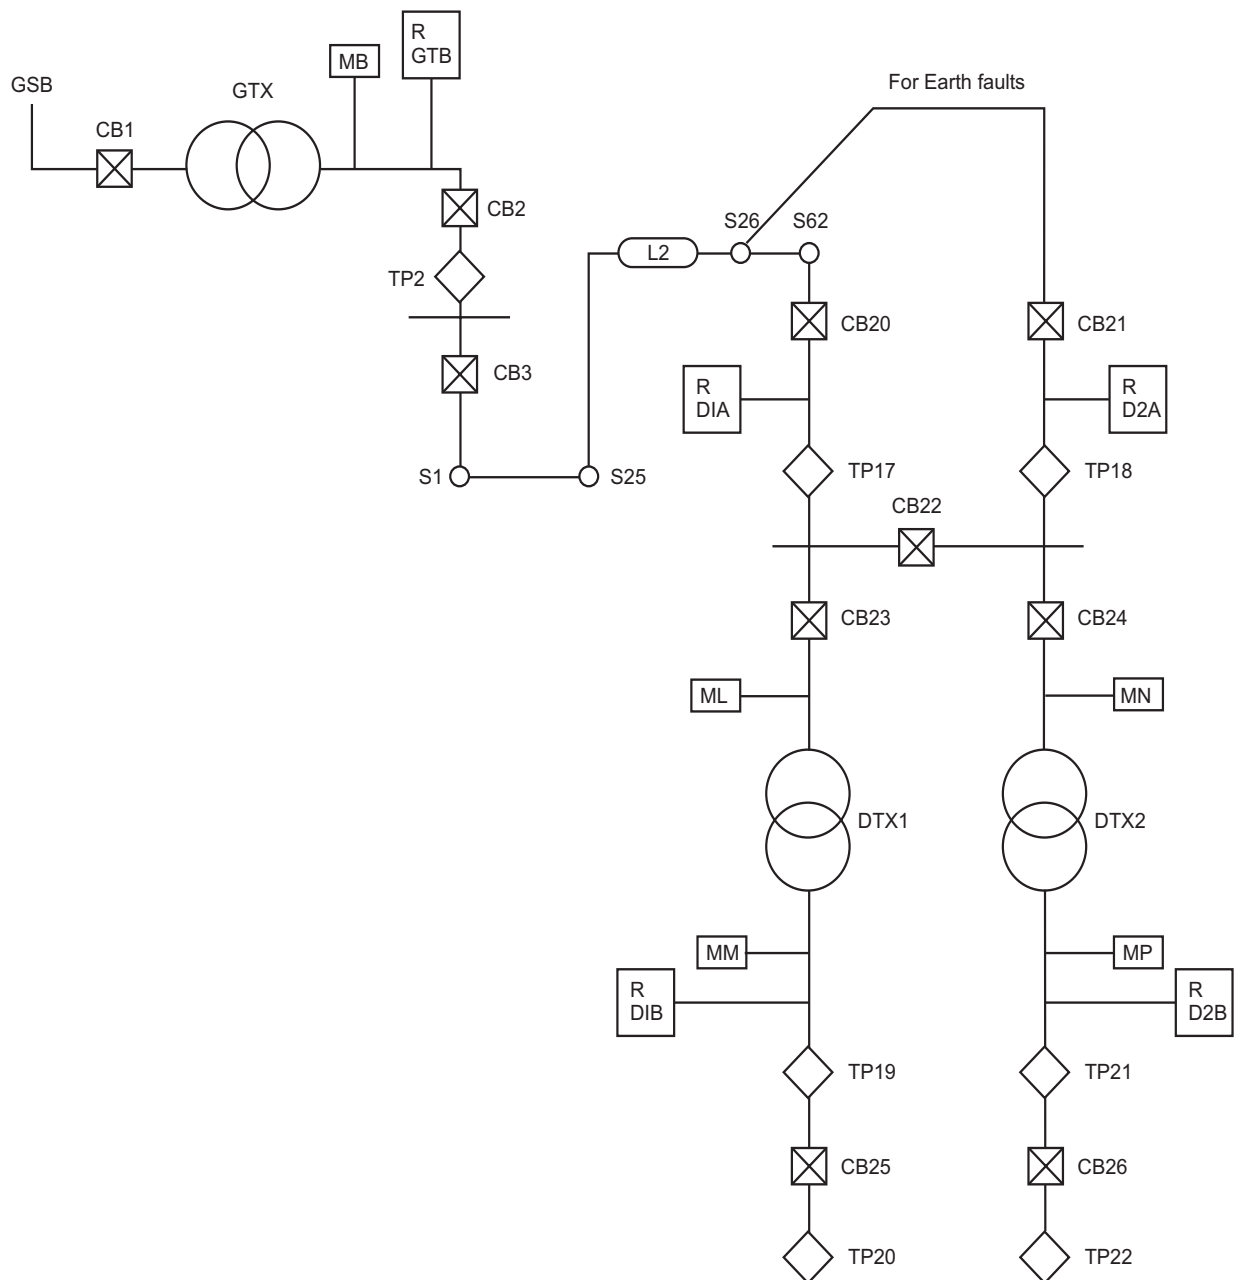 R
GTB
MB
GSB
GTX
For Earth faults
CB1
CB2
S26
S62
L2
TP2
CB20
CB21
CB3
R
DIA
R
D2A
S1
S25
TP17
TP18
CB22
CB23
CB24
ML
MN
DTX1
DTX2
MM
MP
R
DIB
R
D2B
TP19
TP21
CB25
CB26
TP20
TP22